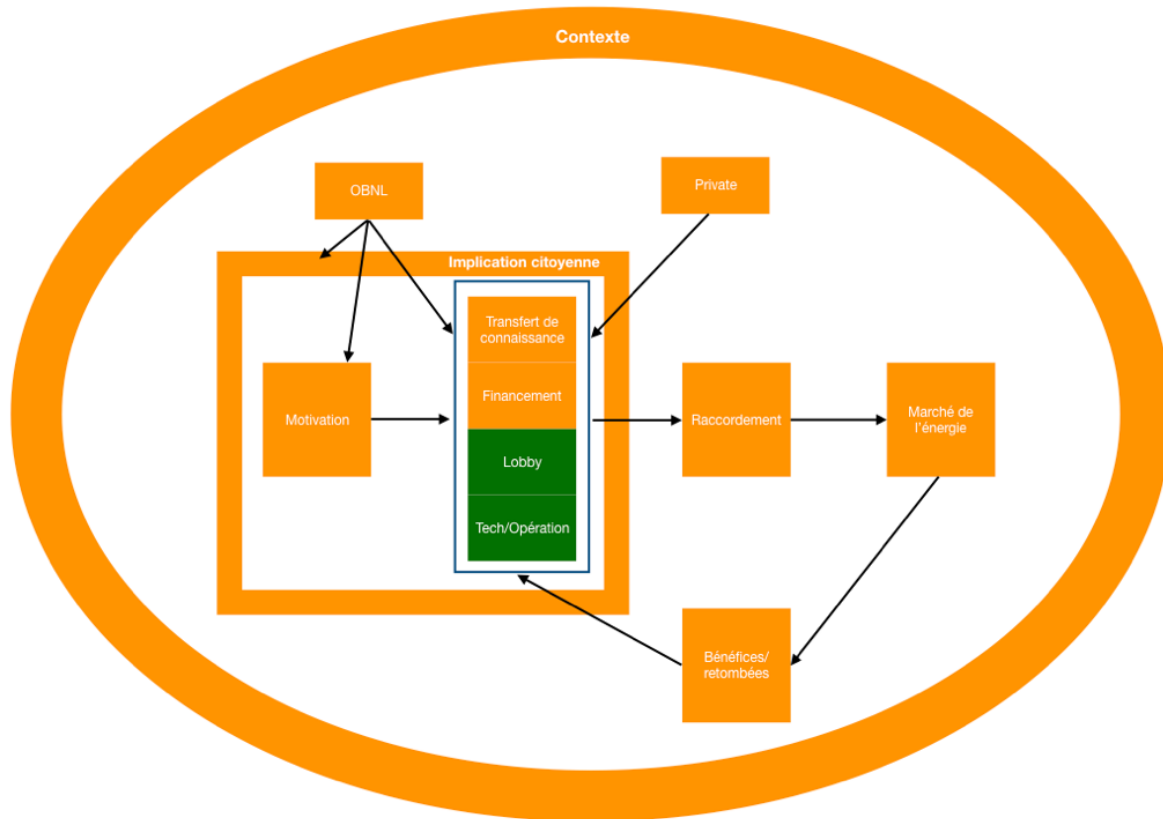 Contexte
OBNL
Private
Implication citoyenne
Transfert de
connaissance
Financement
Lobby
Tech/Opération
Motivation
Raccordement
Marché de
l'énergie
Bénéfices/
retombées